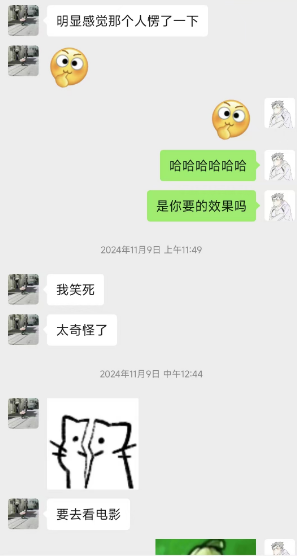 明显感觉那个人愣了一下
哈哈哈哈哈哈
是你要的效果吗
2024年11月9日 上午11:49
我笑死
太奇怪了
2024年11月9日 中午12:44
要去看电影